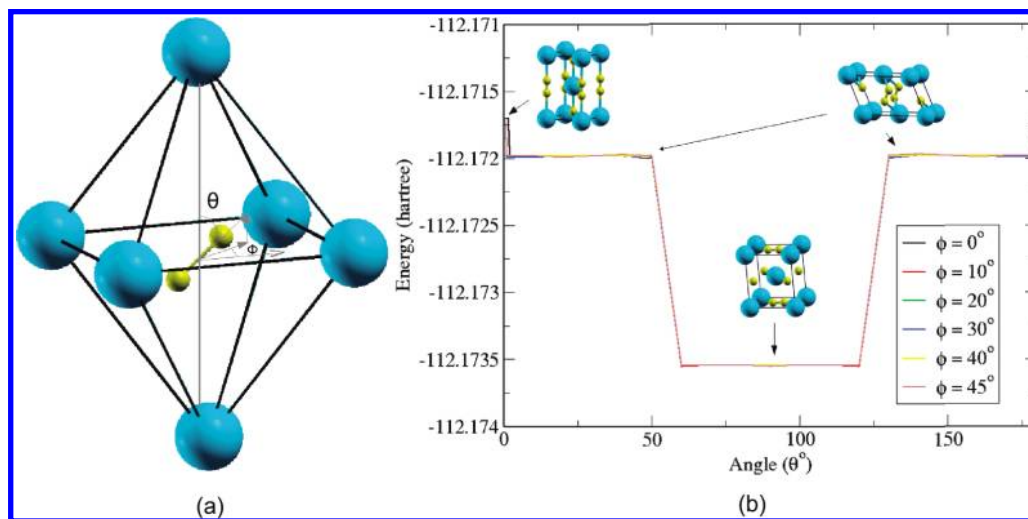 θ
Φ
(a)
-112.171
-112.1715
-112.172
-112.1725
-112.173
-112.1735
-112.174
Energy (hartree)
0
50
100
150
Angle (θ°)
ϕ = 0°
ϕ = 10°
ϕ = 20°
ϕ = 30°
ϕ = 40°
ϕ = 45°
(b)